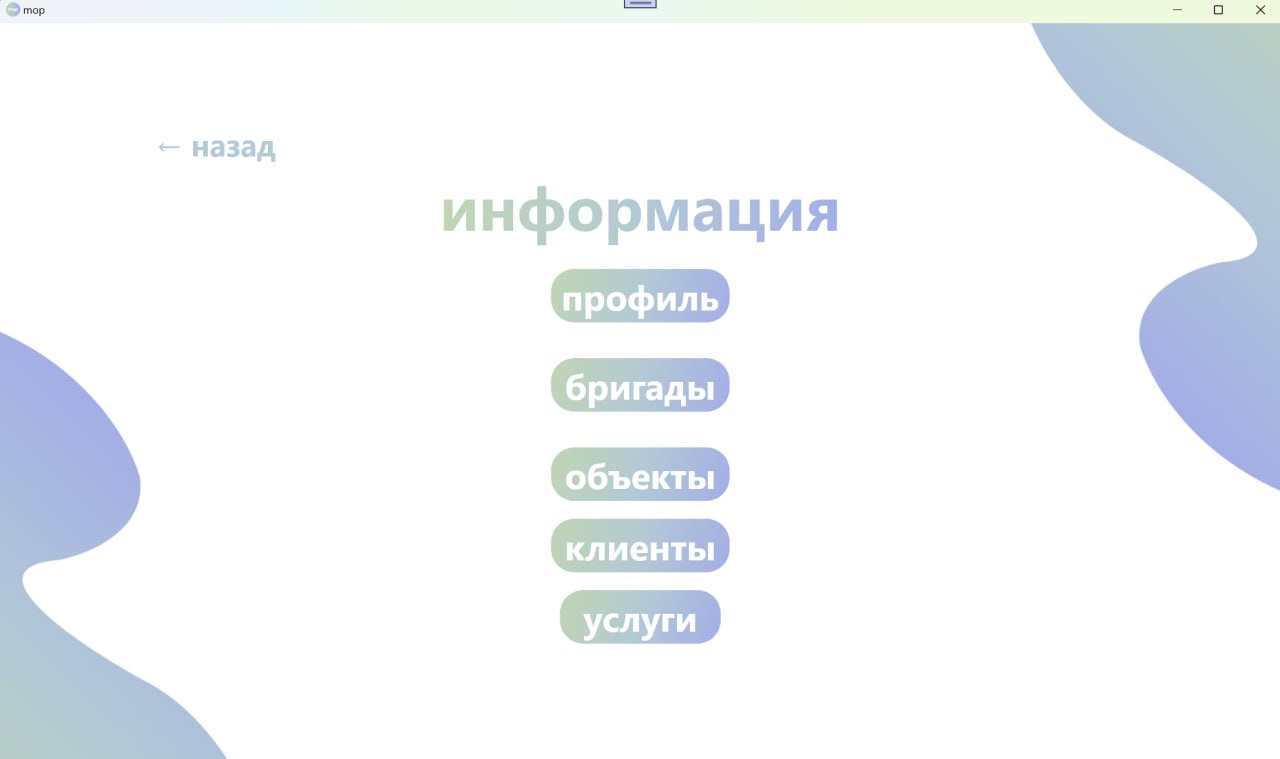 mop
← назад
информация
профиль
бригады
объекты
клиенты
услуги